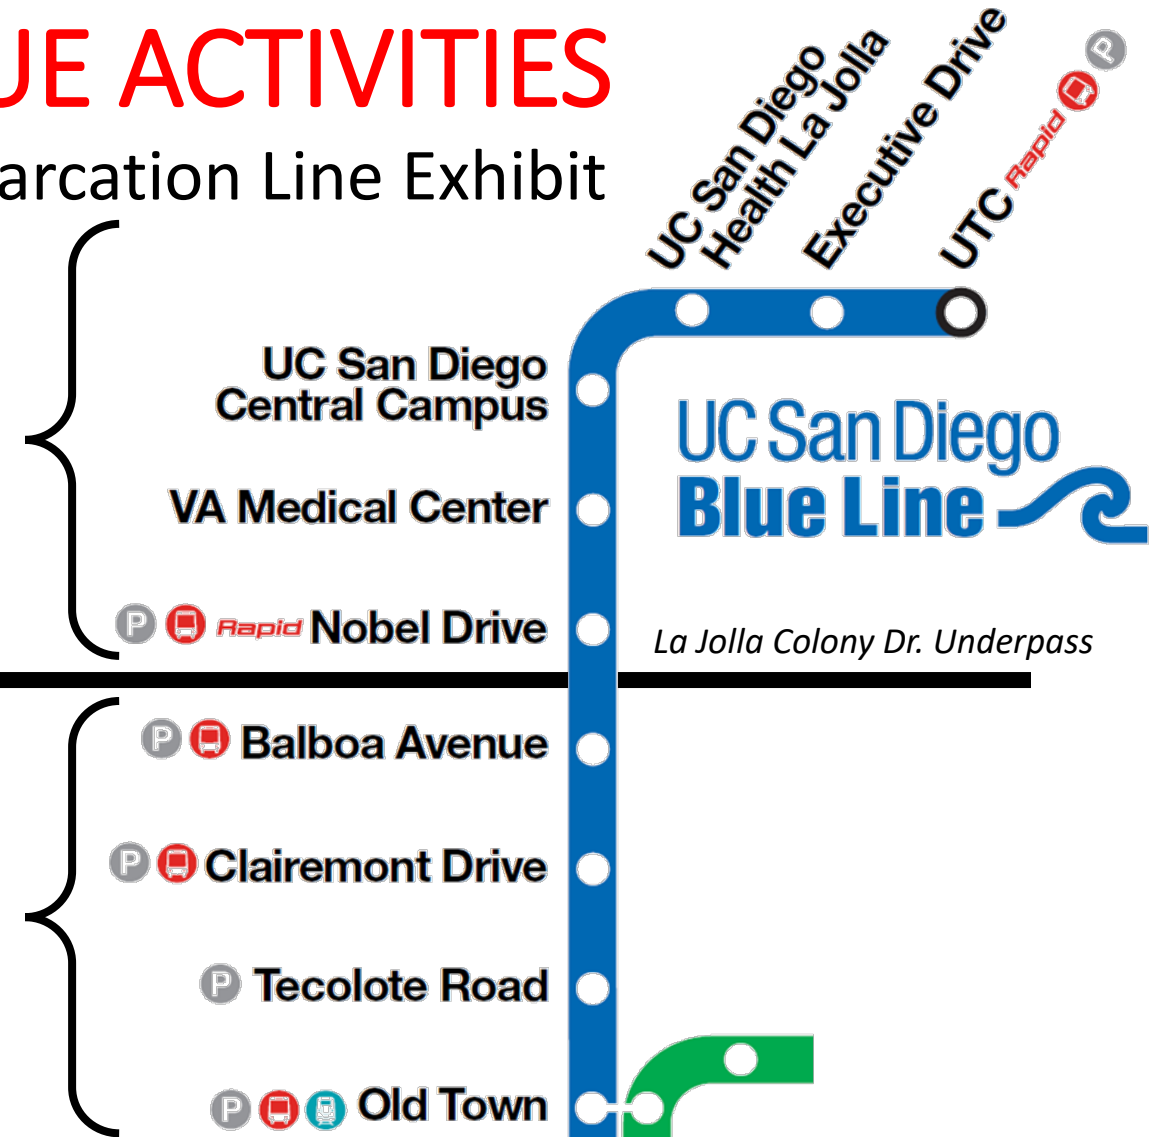 UE ACTIVITIES
arcation Line Exhibit
UC San Diego
Health La Jolla
Executive Drive
UTC Rapid P
UC San Diego
Central Campus
UC San Diego
Blue Line
VA Medical Center
P Rapid Nobel Drive
La Jolla Colony Dr. Underpass
P Balboa Avenue
P Clairemont Drive
P Tecolote Road
P Old Town